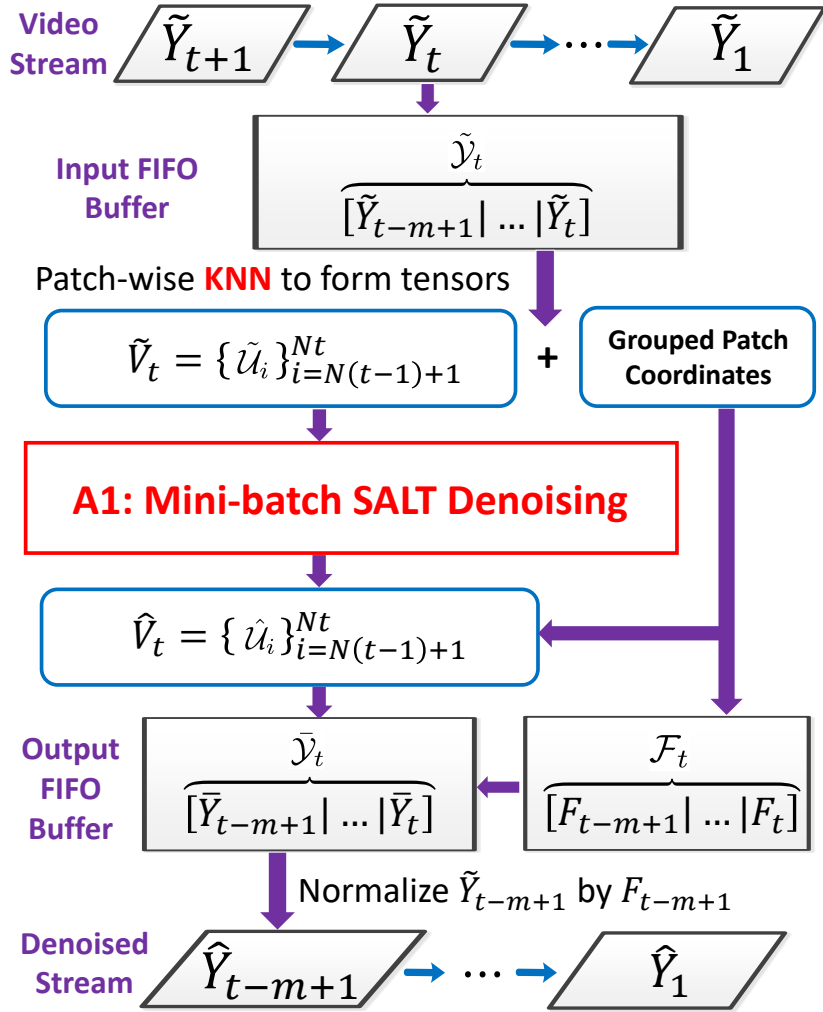 Video
Stream
Ỹ_{t+1}
Ỹ_t
...
Ỹ_1
Input FIFO
Buffer
𝒴̃_t
[Ỹ_{t−m+1}| ... |Ỹ_t]
Patch-wise KNN to form tensors
Ṽ_t = { 𝒰̃_i }_{i=N(t−1)+1}^{Nt}
+
Grouped Patch
Coordinates
A1: Mini-batch SALT Denoising
V̂_t = { 𝒰̂_i }_{i=N(t−1)+1}^{Nt}
Output
FIFO
Buffer
𝒴̄_t
[Ȳ_{t−m+1}| ... |Ȳ_t]
ℱ_t
[F_{t−m+1}| ... |F_t]
Normalize Ỹ_{t−m+1} by F_{t−m+1}
Denoised
Stream
Ŷ_{t−m+1}
...
Ŷ_1